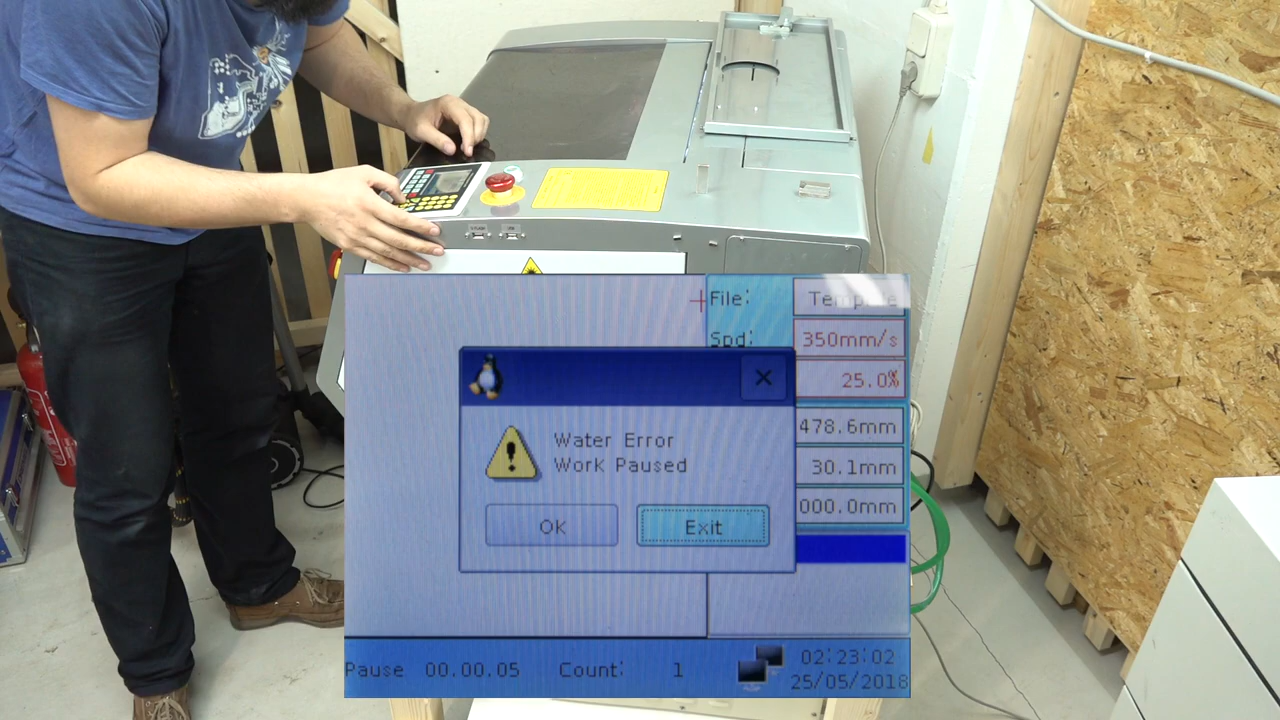 File:
Spd:
350mm/s
25.0%
478.6mm
30.1mm
000.0mm
Water Error
Work Paused
Ok
Exit
Pause 00.00.05 Count: 1
02:23:02
25/05/2018